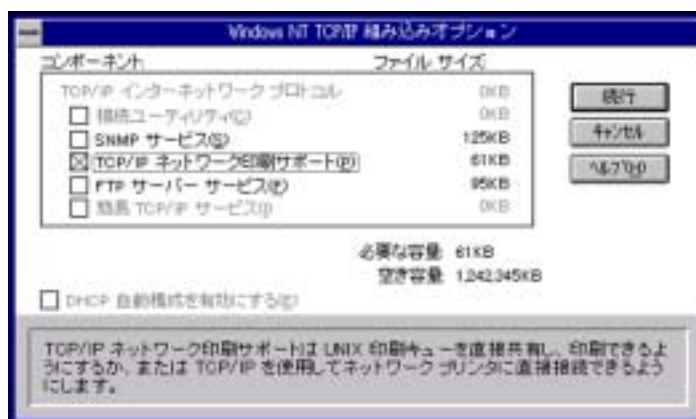 Windows NT TCP/IP 組み込みオプション
コンポーネント ファイル サイズ
TCP/IP インターネットワーク プロトコル 0KB
接続ユーティリティ(C) 0KB
SNMP サービス(S) 125KB
TCP/IP ネットワーク印刷サポート(P) 61KB
FTP サーバー サービス(F) 95KB
簡易 TCP/IP サービス(I) 0KB
続行
キャンセル
ヘルプ(H)
必要な容量: 61KB
空き容量: 1,242,345KB
DHCP 自動構成を有効にする(E)
TCP/IP ネットワーク印刷サポートは UNIX 印刷キューを直接共有し、印刷できるよ
うにするか、または TCP/IP を使用してネットワーク プリンタに直接接続できるよう
にします。